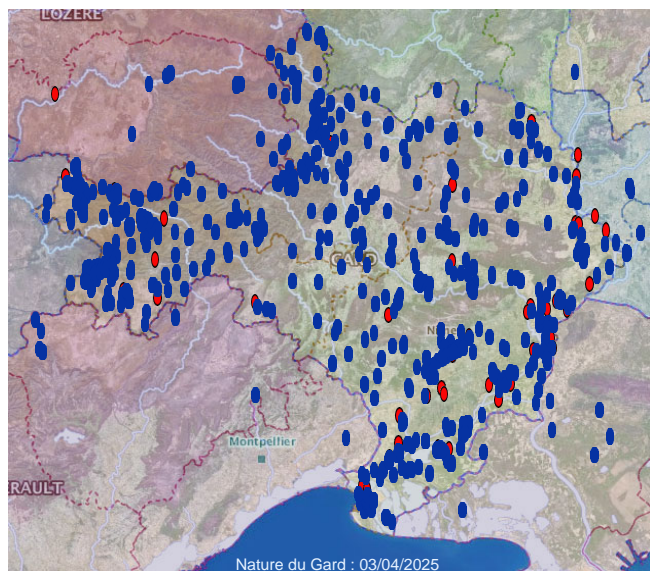 LOZERE
GARD
Nîmes
Montpellier
ERAULT
Nature du Gard : 03/04/2025